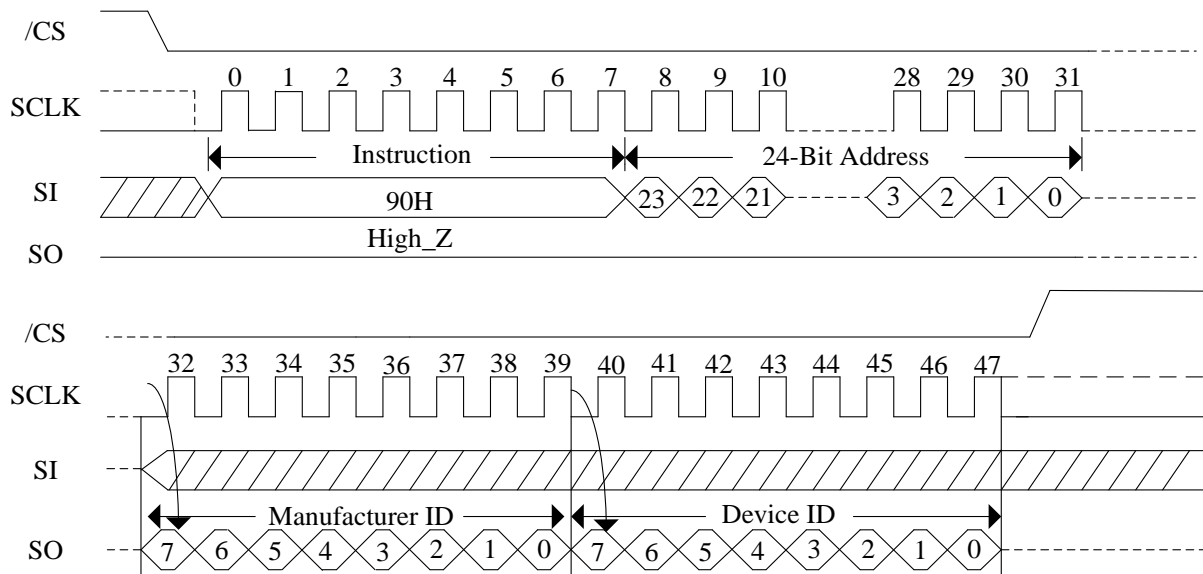 /CS
0 1 2 3 4 5 6 7 8 9 10 28 29 30 31
SCLK
Instruction 24-Bit Address
SI 90H 23 22 21 3 2 1 0
High_Z
SO
/CS
32 33 34 35 36 37 38 39 40 41 42 43 44 45 46 47
SCLK
SI
Manufacturer ID Device ID
SO 7 6 5 4 3 2 1 0 7 6 5 4 3 2 1 0